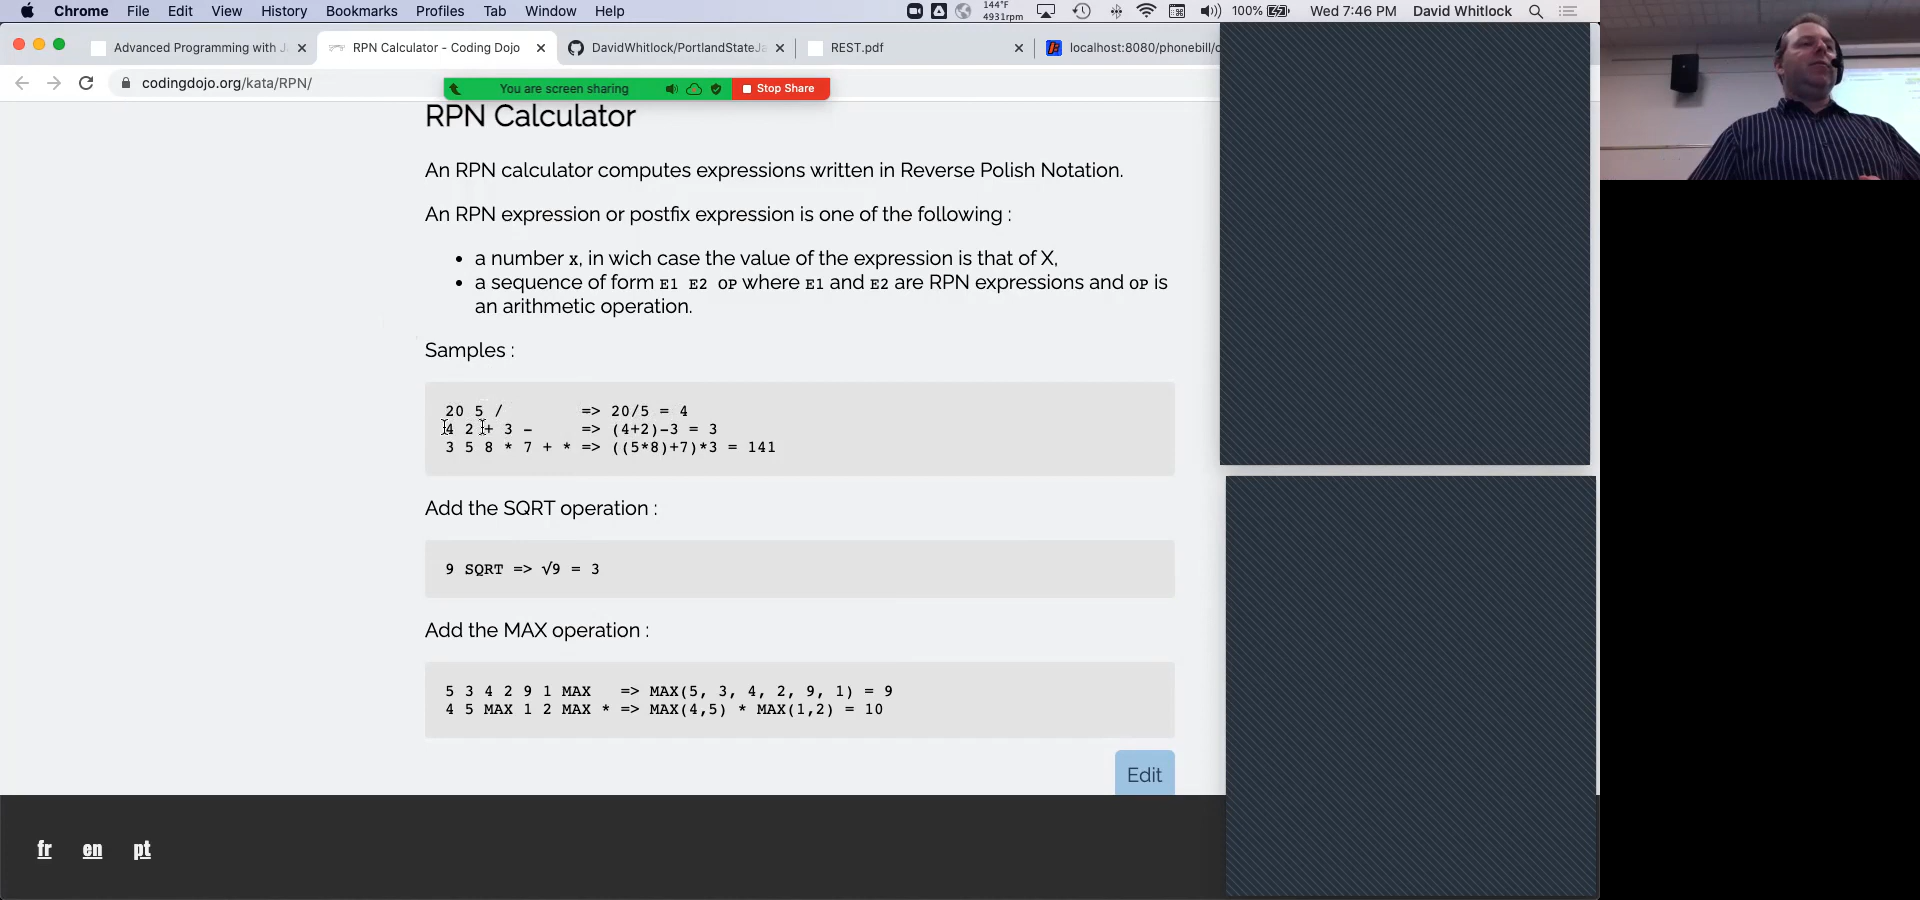 Chrome File Edit View History Bookmarks Profiles Tab Window Help 144°F 4931rpm 100% Wed 7:46 PM David Whitlock
Advanced Programming with J
RPN Calculator - Coding Dojo
DavidWhitlock/PortlandStateJa
REST.pdf
localhost:8080/phonebill/c
codingdojo.org/kata/RPN/
You are screen sharing
Stop Share
RPN Calculator
An RPN calculator computes expressions written in Reverse Polish Notation.
An RPN expression or postfix expression is one of the following :
• a number X, in wich case the value of the expression is that of X,
• a sequence of form E1 E2 OP where E1 and E2 are RPN expressions and OP is
an arithmetic operation.
Samples :
20 5 / => 20/5 = 4
4 2 + 3 - => (4+2)-3 = 3
3 5 8 * 7 + * => ((5*8)+7)*3 = 141
Add the SQRT operation :
9 SQRT => √9 = 3
Add the MAX operation :
5 3 4 2 9 1 MAX => MAX(5, 3, 4, 2, 9, 1) = 9
4 5 MAX 1 2 MAX * => MAX(4,5) * MAX(1,2) = 10
Edit
fr en pt